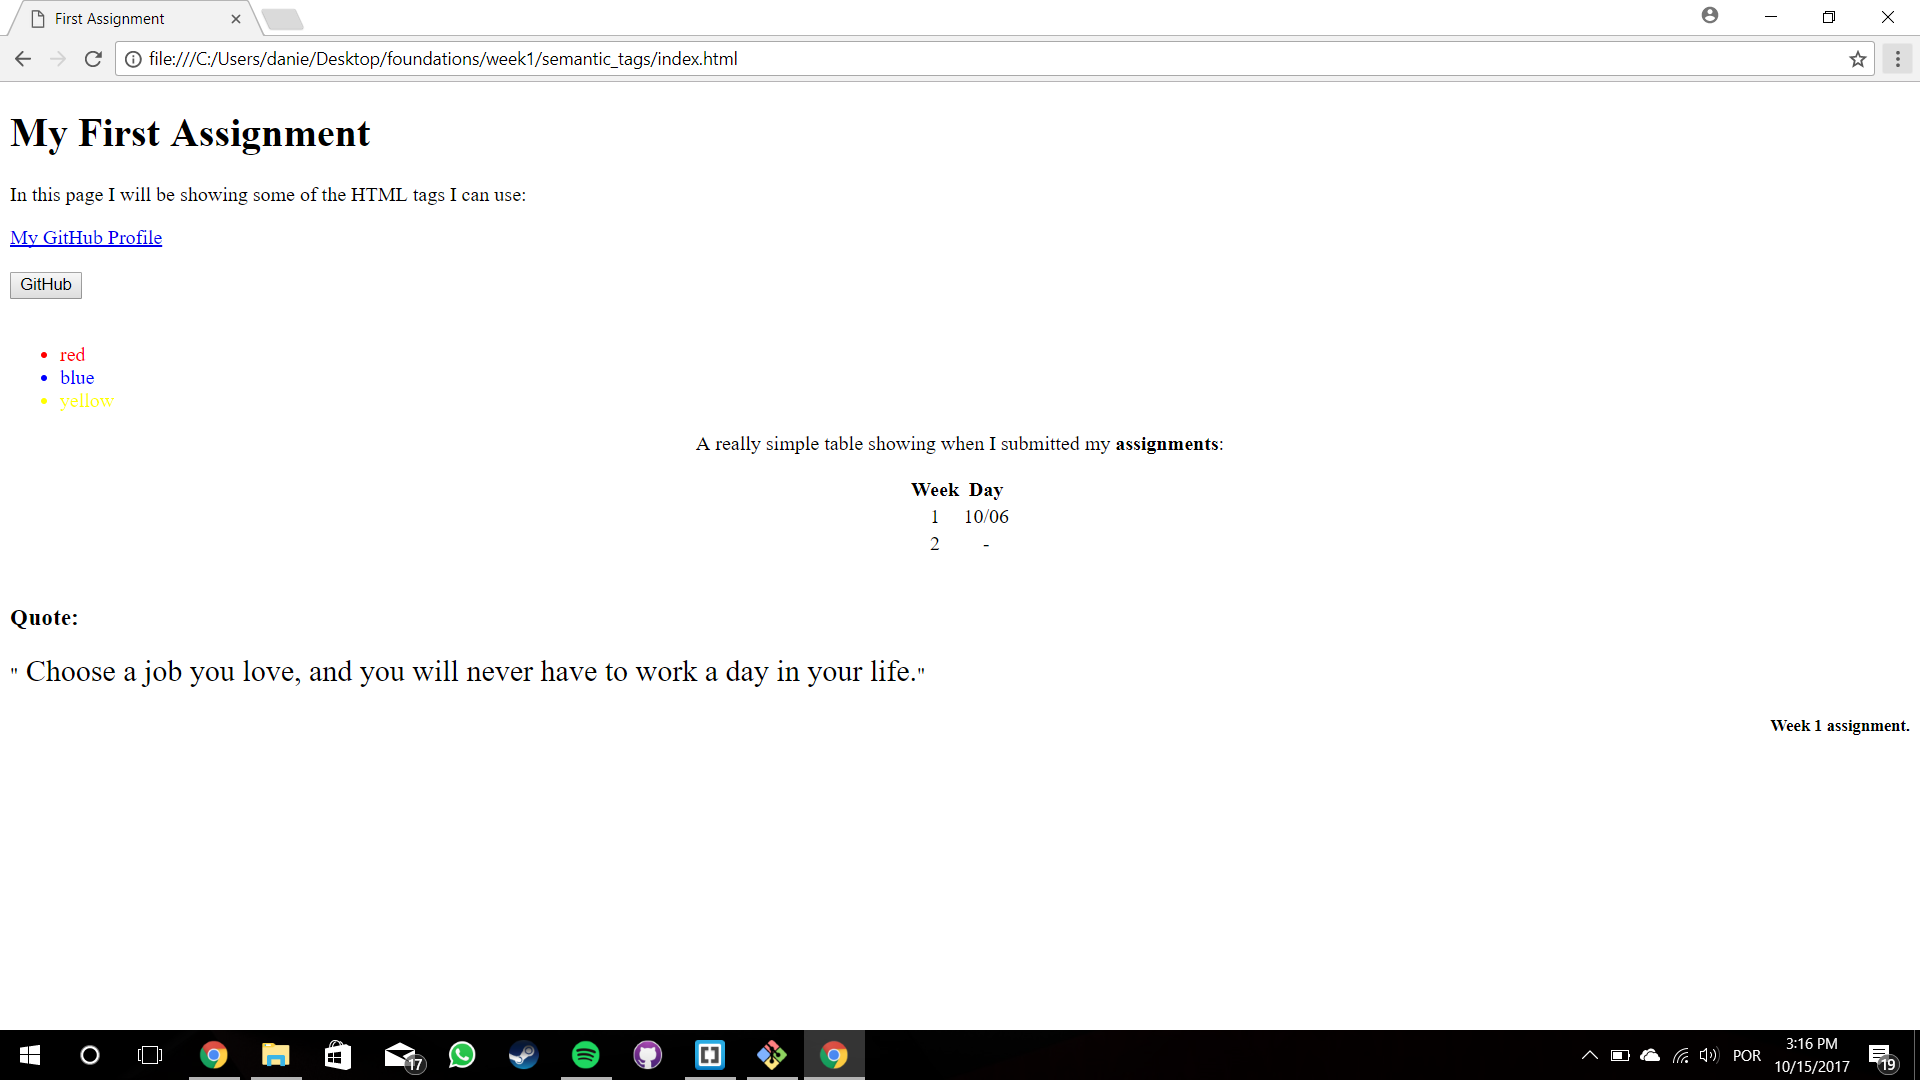 First Assignment
file:///C:/Users/danie/Desktop/foundations/week1/semantic_tags/index.html
My First Assignment
In this page I will be showing some of the HTML tags I can use:
My GitHub Profile
GitHub
red
blue
yellow
A really simple table showing when I submitted my assignments:
Week Day
1 10/06
2 -
Quote:
" Choose a job you love, and you will never have to work a day in your life."
Week 1 assignment.
17
POR
3:16 PM
10/15/2017
19